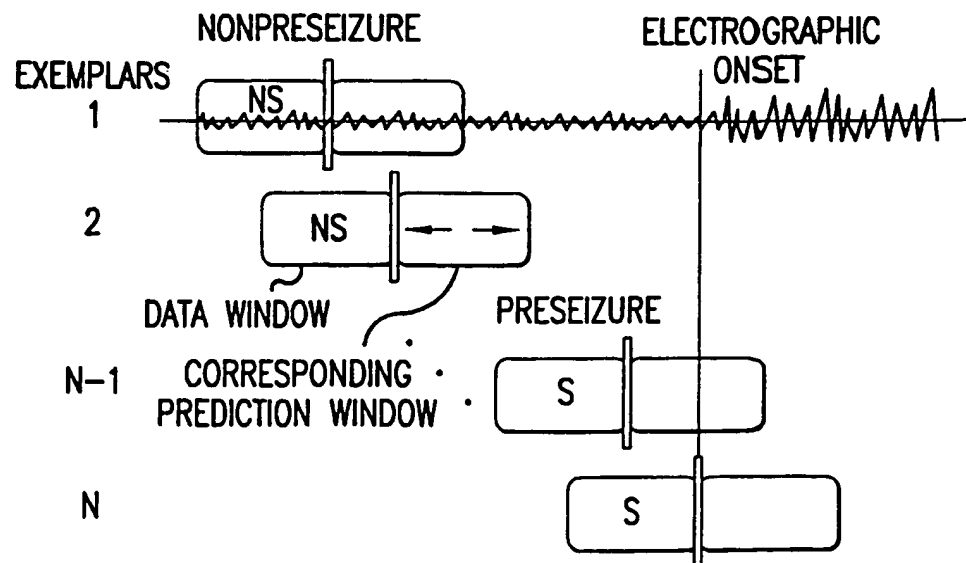 NONPRESEIZURE
ELECTROGRAPHIC
ONSET
EXEMPLARS
1
NS
2
NS
DATA WINDOW
PRESEIZURE
N-1
CORRESPONDING
PREDICTION WINDOW
S
N
S